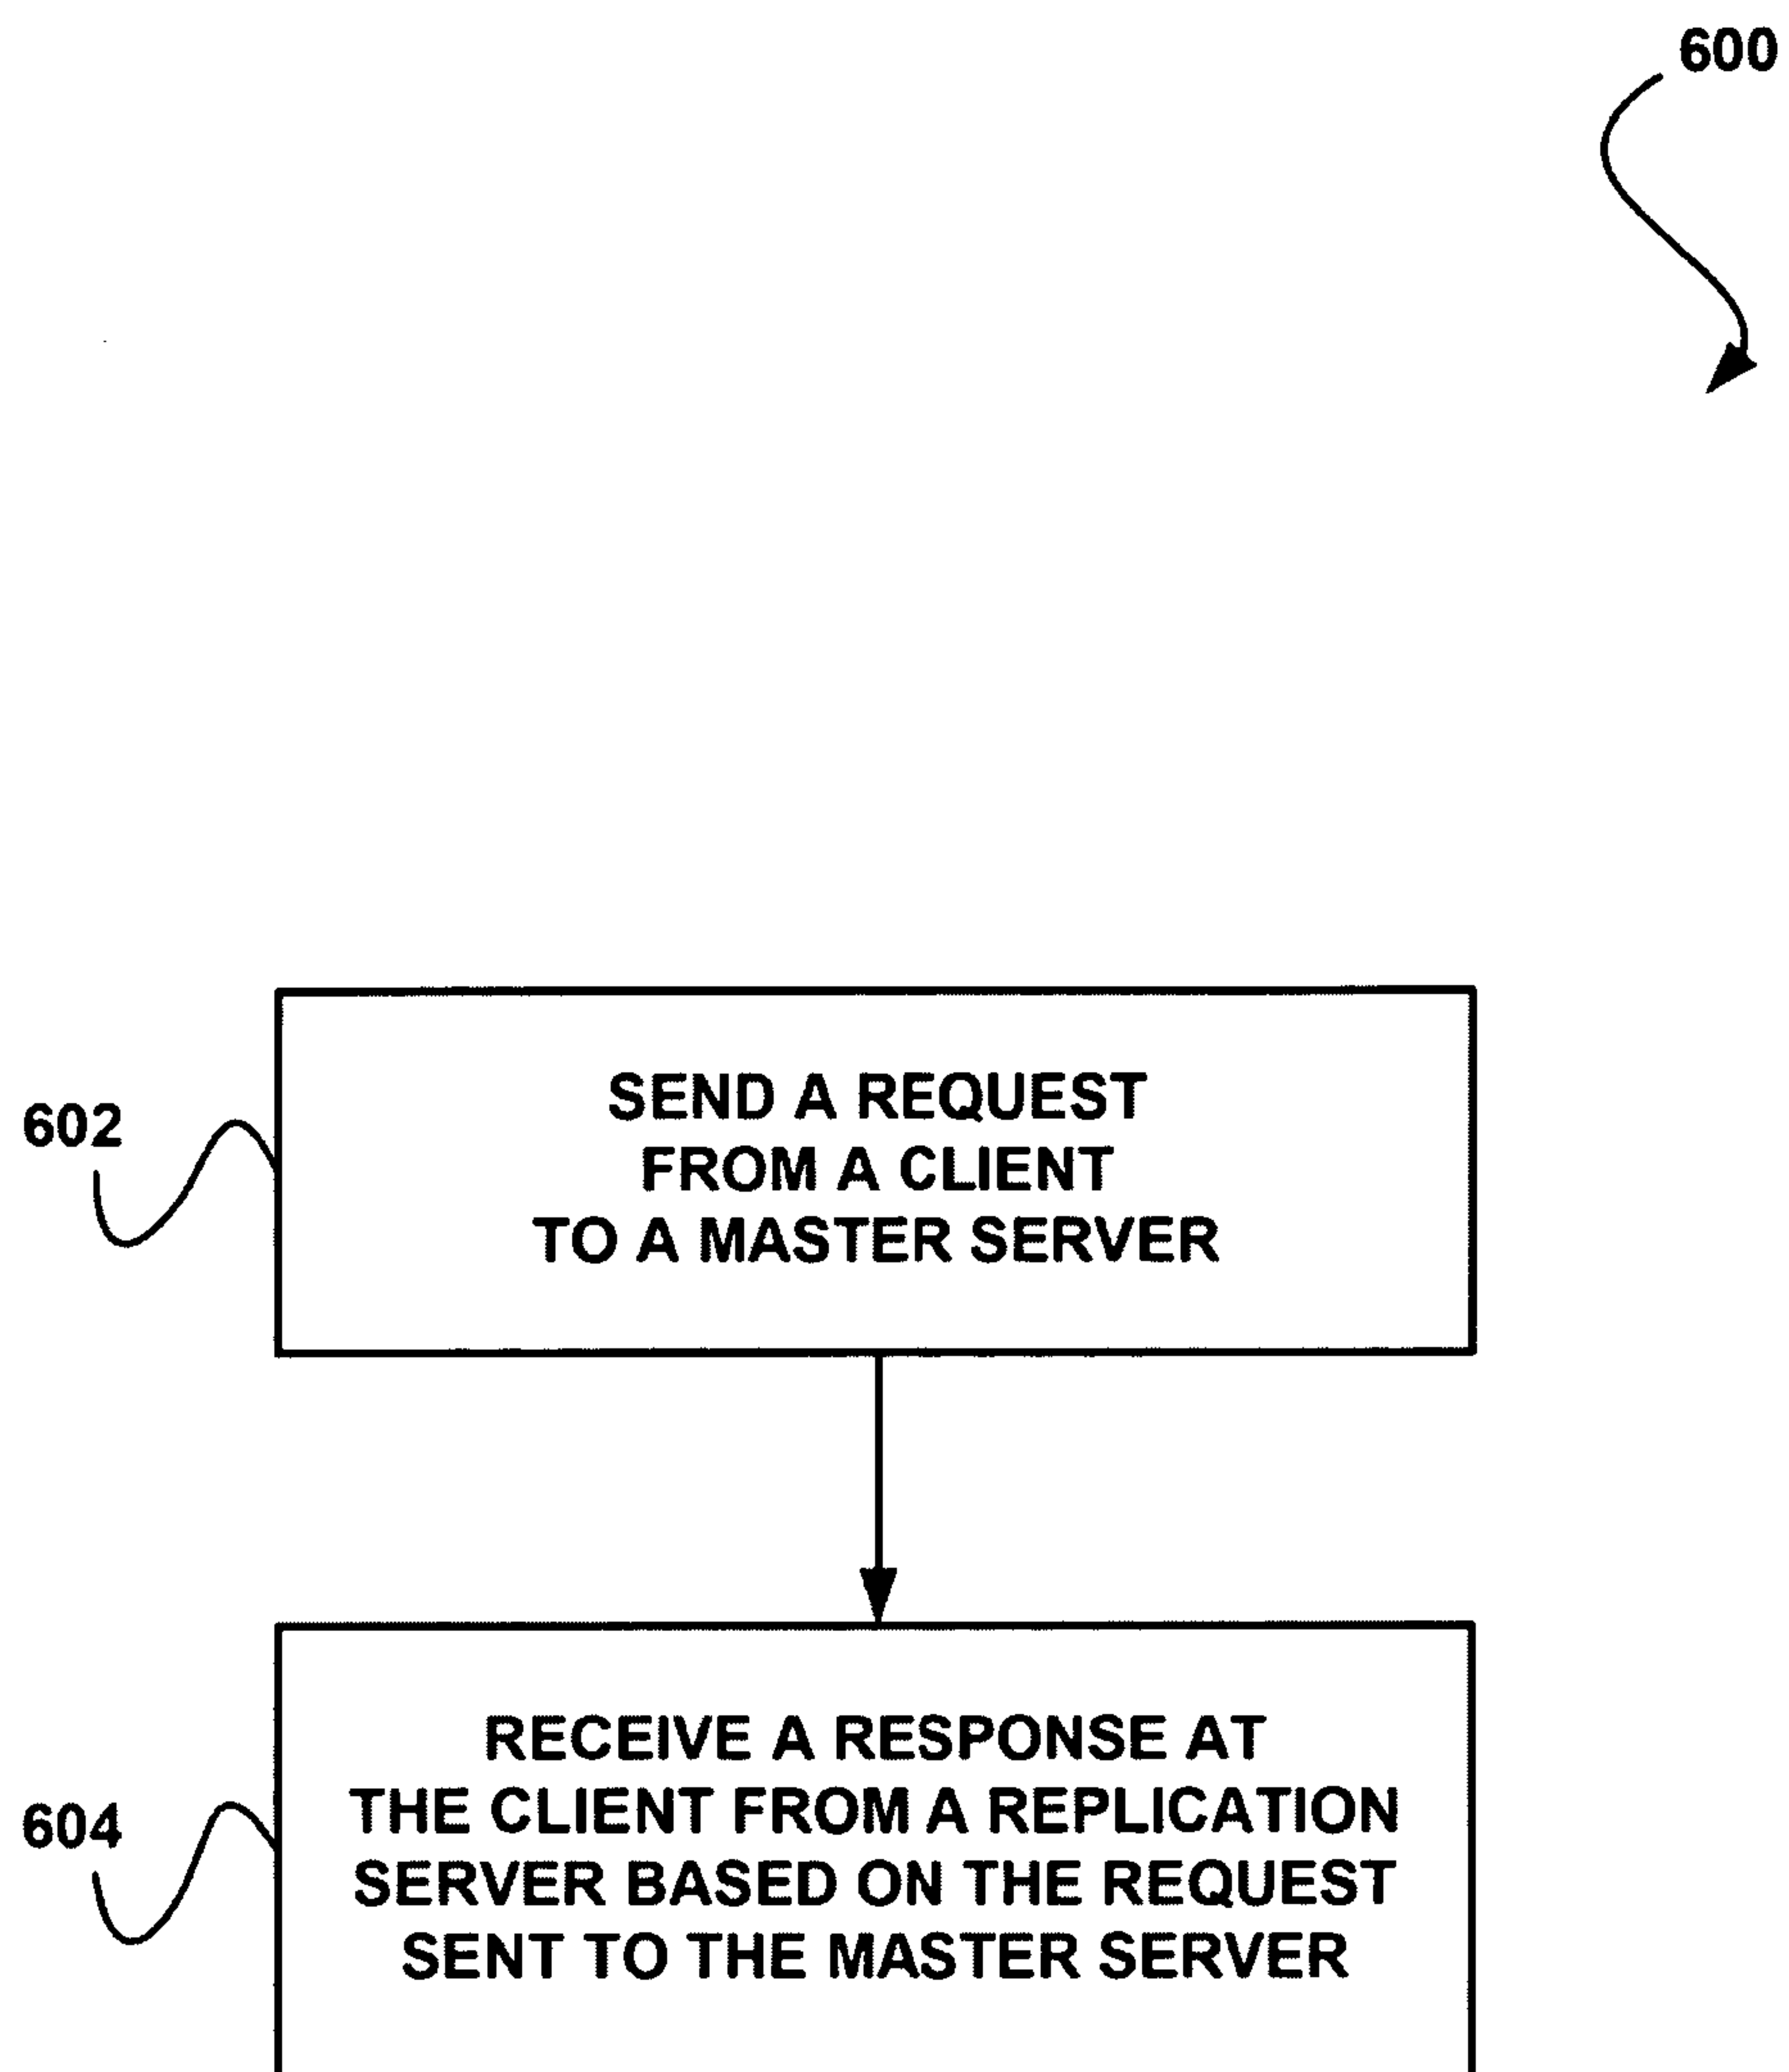 600
602
SEND A REQUEST
FROM A CLIENT
TO A MASTER SERVER
604
RECEIVE A RESPONSE AT
THE CLIENT FROM A REPLICATION
SERVER BASED ON THE REQUEST
SENT TO THE MASTER SERVER